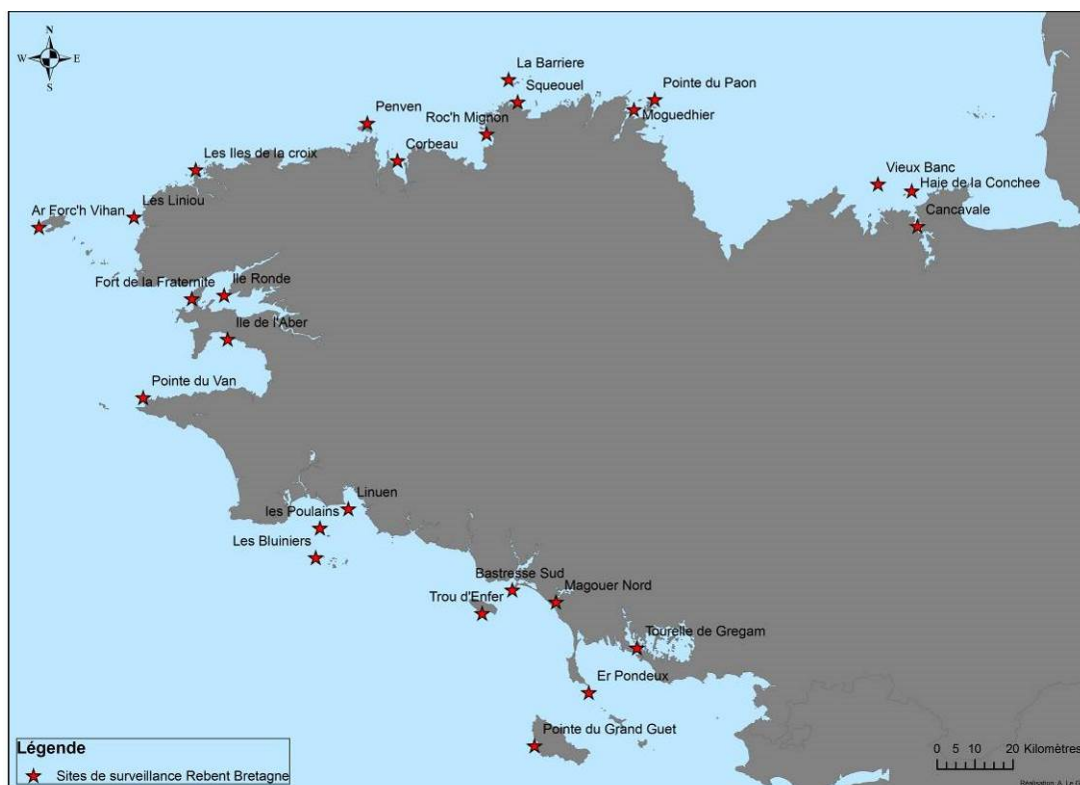 N
W E
S
La Barriere
Squeouel
Pointe du Paon
Penven
Roc'h Mignon
Moguedhier
Corbeau
Les Iles de la croix
Vieux Banc
Haie de la Conchee
Les Liniou
Ar Forc'h Vihan
Cancavale
Fort de la Fraternite
Ile Ronde
Ile de l'Aber
Pointe du Van
Linuen
les Poulains
Les Bluiniers
Bastresse Sud
Magouer Nord
Trou d'Enfer
Tourelle de Gregam
Er Pondeux
Pointe du Grand Guet
Légende
Sites de surveillance Rebent Bretagne
0 5 10 20 Kilomètres
Réalisation A. Le G